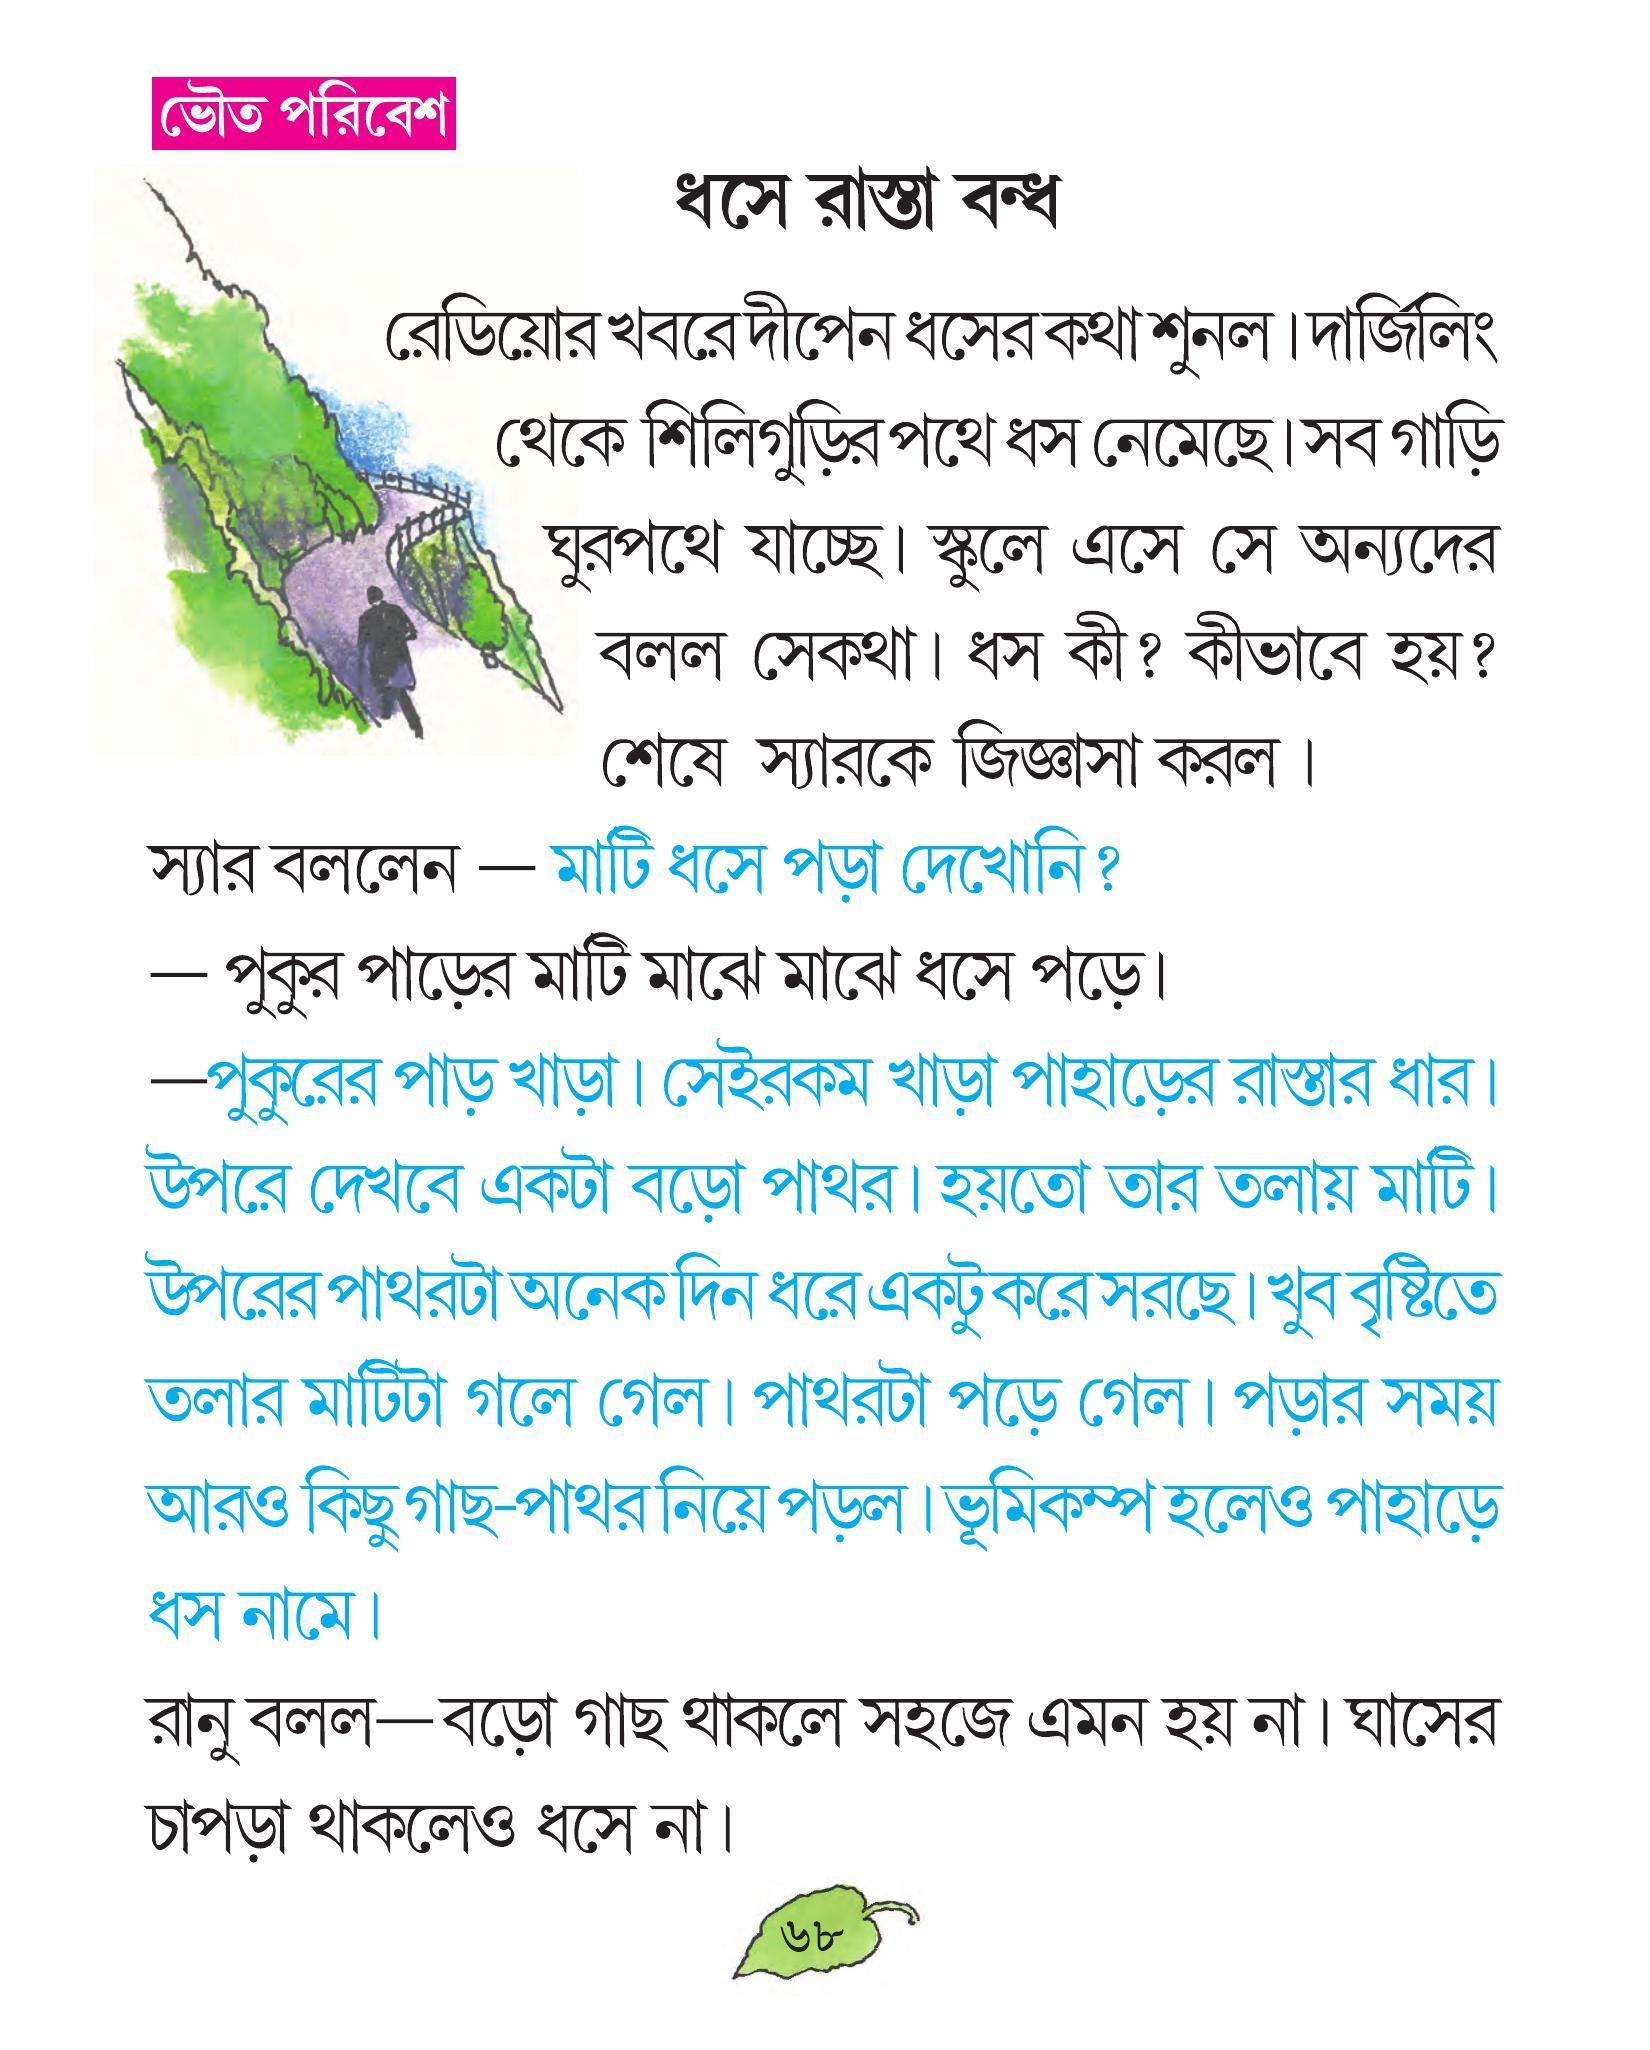 ভৌত পরিবেশ
ধসে রাস্তা বন্ধ
রেডিয়োর খবরে দীপেন ধসের কথা শুনল। দার্জিলিং
থেকে শিলিগুড়ির পথে ধস নেমেছে। সব গাড়ি
ঘুরপথে যাচ্ছে। স্কুলে এসে সে অন্যদের
বলল সেকথা। ধস কী? কীভাবে হয়?
শেষে স্যারকে জিজ্ঞাসা করল।
স্যার বললেন — মাটি ধসে পড়া দেখোনি?
— পুকুর পাড়ের মাটি মাঝে মাঝে ধসে পড়ে।
—পুকুরের পাড় খাড়া। সেইরকম খাড়া পাহাড়ের রাস্তার ধার।
উপরে দেখবে একটা বড়ো পাথর। হয়তো তার তলায় মাটি।
উপরের পাথরটা অনেক দিন ধরে একটু করে সরছে। খুব বৃষ্টিতে
তলার মাটিটা গলে গেল। পাথরটা পড়ে গেল। পড়ার সময়
আরও কিছু গাছ-পাথর নিয়ে পড়ল। ভূমিকম্প হলেও পাহাড়ে
ধস নামে।
রানু বলল—বড়ো গাছ থাকলে সহজে এমন হয় না। ঘাসের
চাপড়া থাকলেও ধসে না।
৬৮